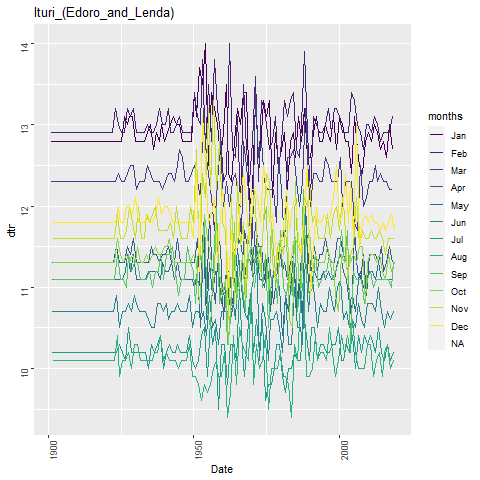 Ituri_(Edoro_and_Lenda)
14
13
12
11
10
dtr
1900
1950
2000
Date
months
Jan
Feb
Mar
Apr
May
Jun
Jul
Aug
Sep
Oct
Nov
Dec
NA